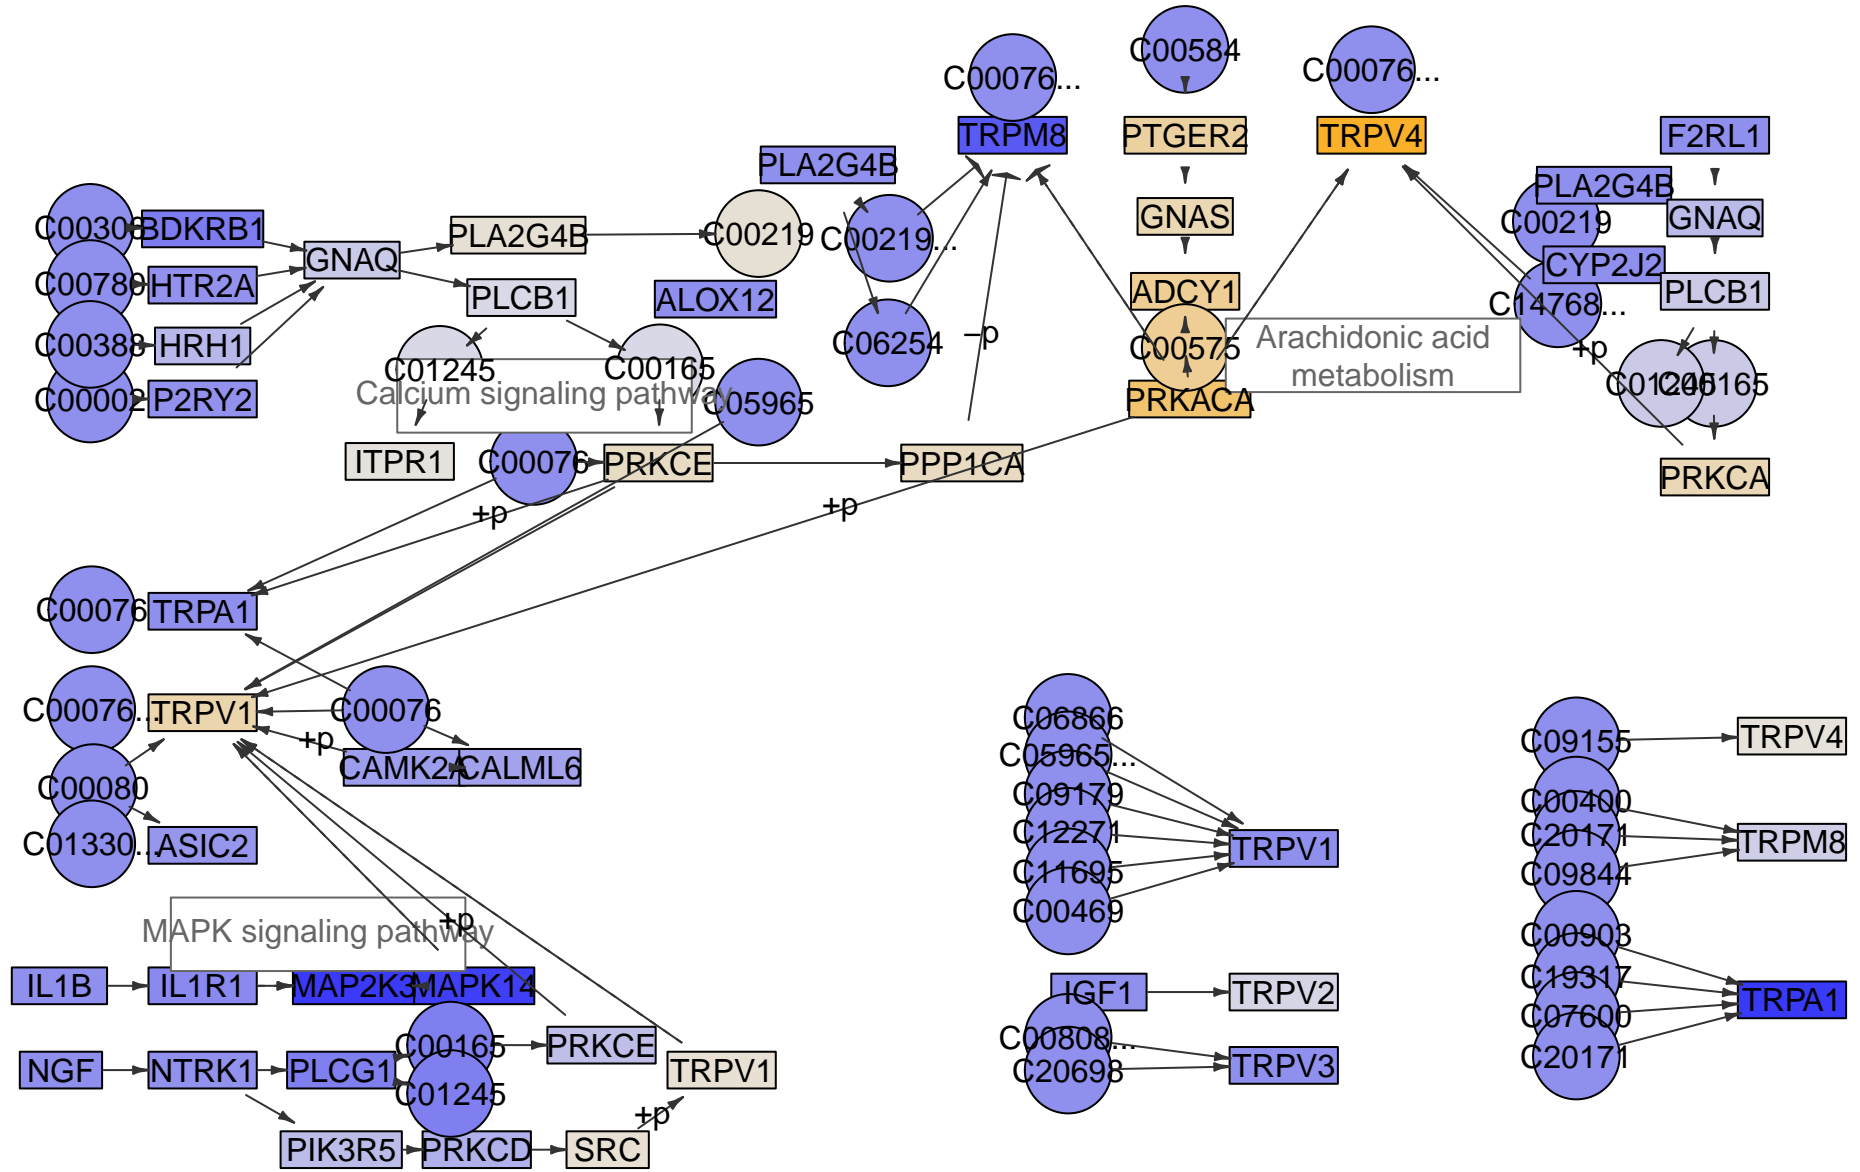 C00584
C00076...
C00076...
TRPM8
PTGER2
TRPV4
F2RL1
PLA2G4B
PLA2G4B
C00219
GNAQ
GNAS
BDKRB1
PLA2G4B
C00219
C00219...
GNAQ
CYP2J2
HTR2A
PLCB1
ALOX12
ADCY1
PLCB1
C14768...
C00780
C00388
HRH1
C06254
–p
C00575
Arachidonic acid
metabolism
+p
C01245
C00165
Calcium signaling pathway
C05965
C01245
C00165
C00002
P2RY2
PRKACA
ITPR1
C00076
PRKCE
PPP1CA
PRKCA
+p
+p
C00076
TRPA1
C00076...
TRPV1
C00076
+p
CAMK2A
CALML6
C00080
C01330...
ASIC2
C06866
C05965...
C09179
C12271
C11695
C00469
TRPV1
C09155
TRPV4
C00400
C20171
C09844
TRPM8
MAPK signaling pathway
+p
IL1B
IL1R1
MAP2K3
MAPK14
IGF1
TRPV2
C00903
C19317
C07600
C20171
TRPA1
C00165
PRKCE
C00808...
C20698
TRPV3
NGF
NTRK1
PLCG1
C01245
TRPV1
+p
PIK3R5
PRKCD
SRC